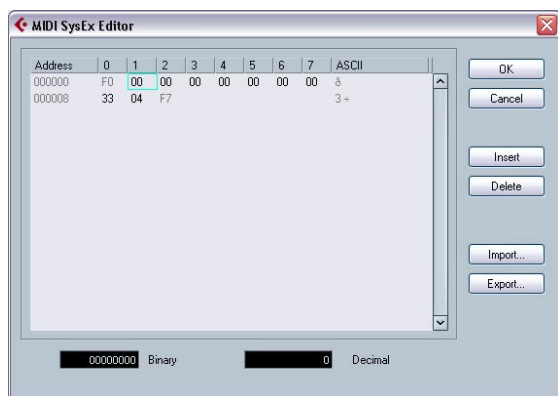 MIDI SysEx Editor
Address 0 1 2 3 4 5 6 7 ASCII
000000 F0 00 00 00 00 00 00 00 ð
000008 33 04 F7 3 ÷
OK
Cancel
Insert
Delete
Import...
Export...
00000000 Binary 0 Decimal